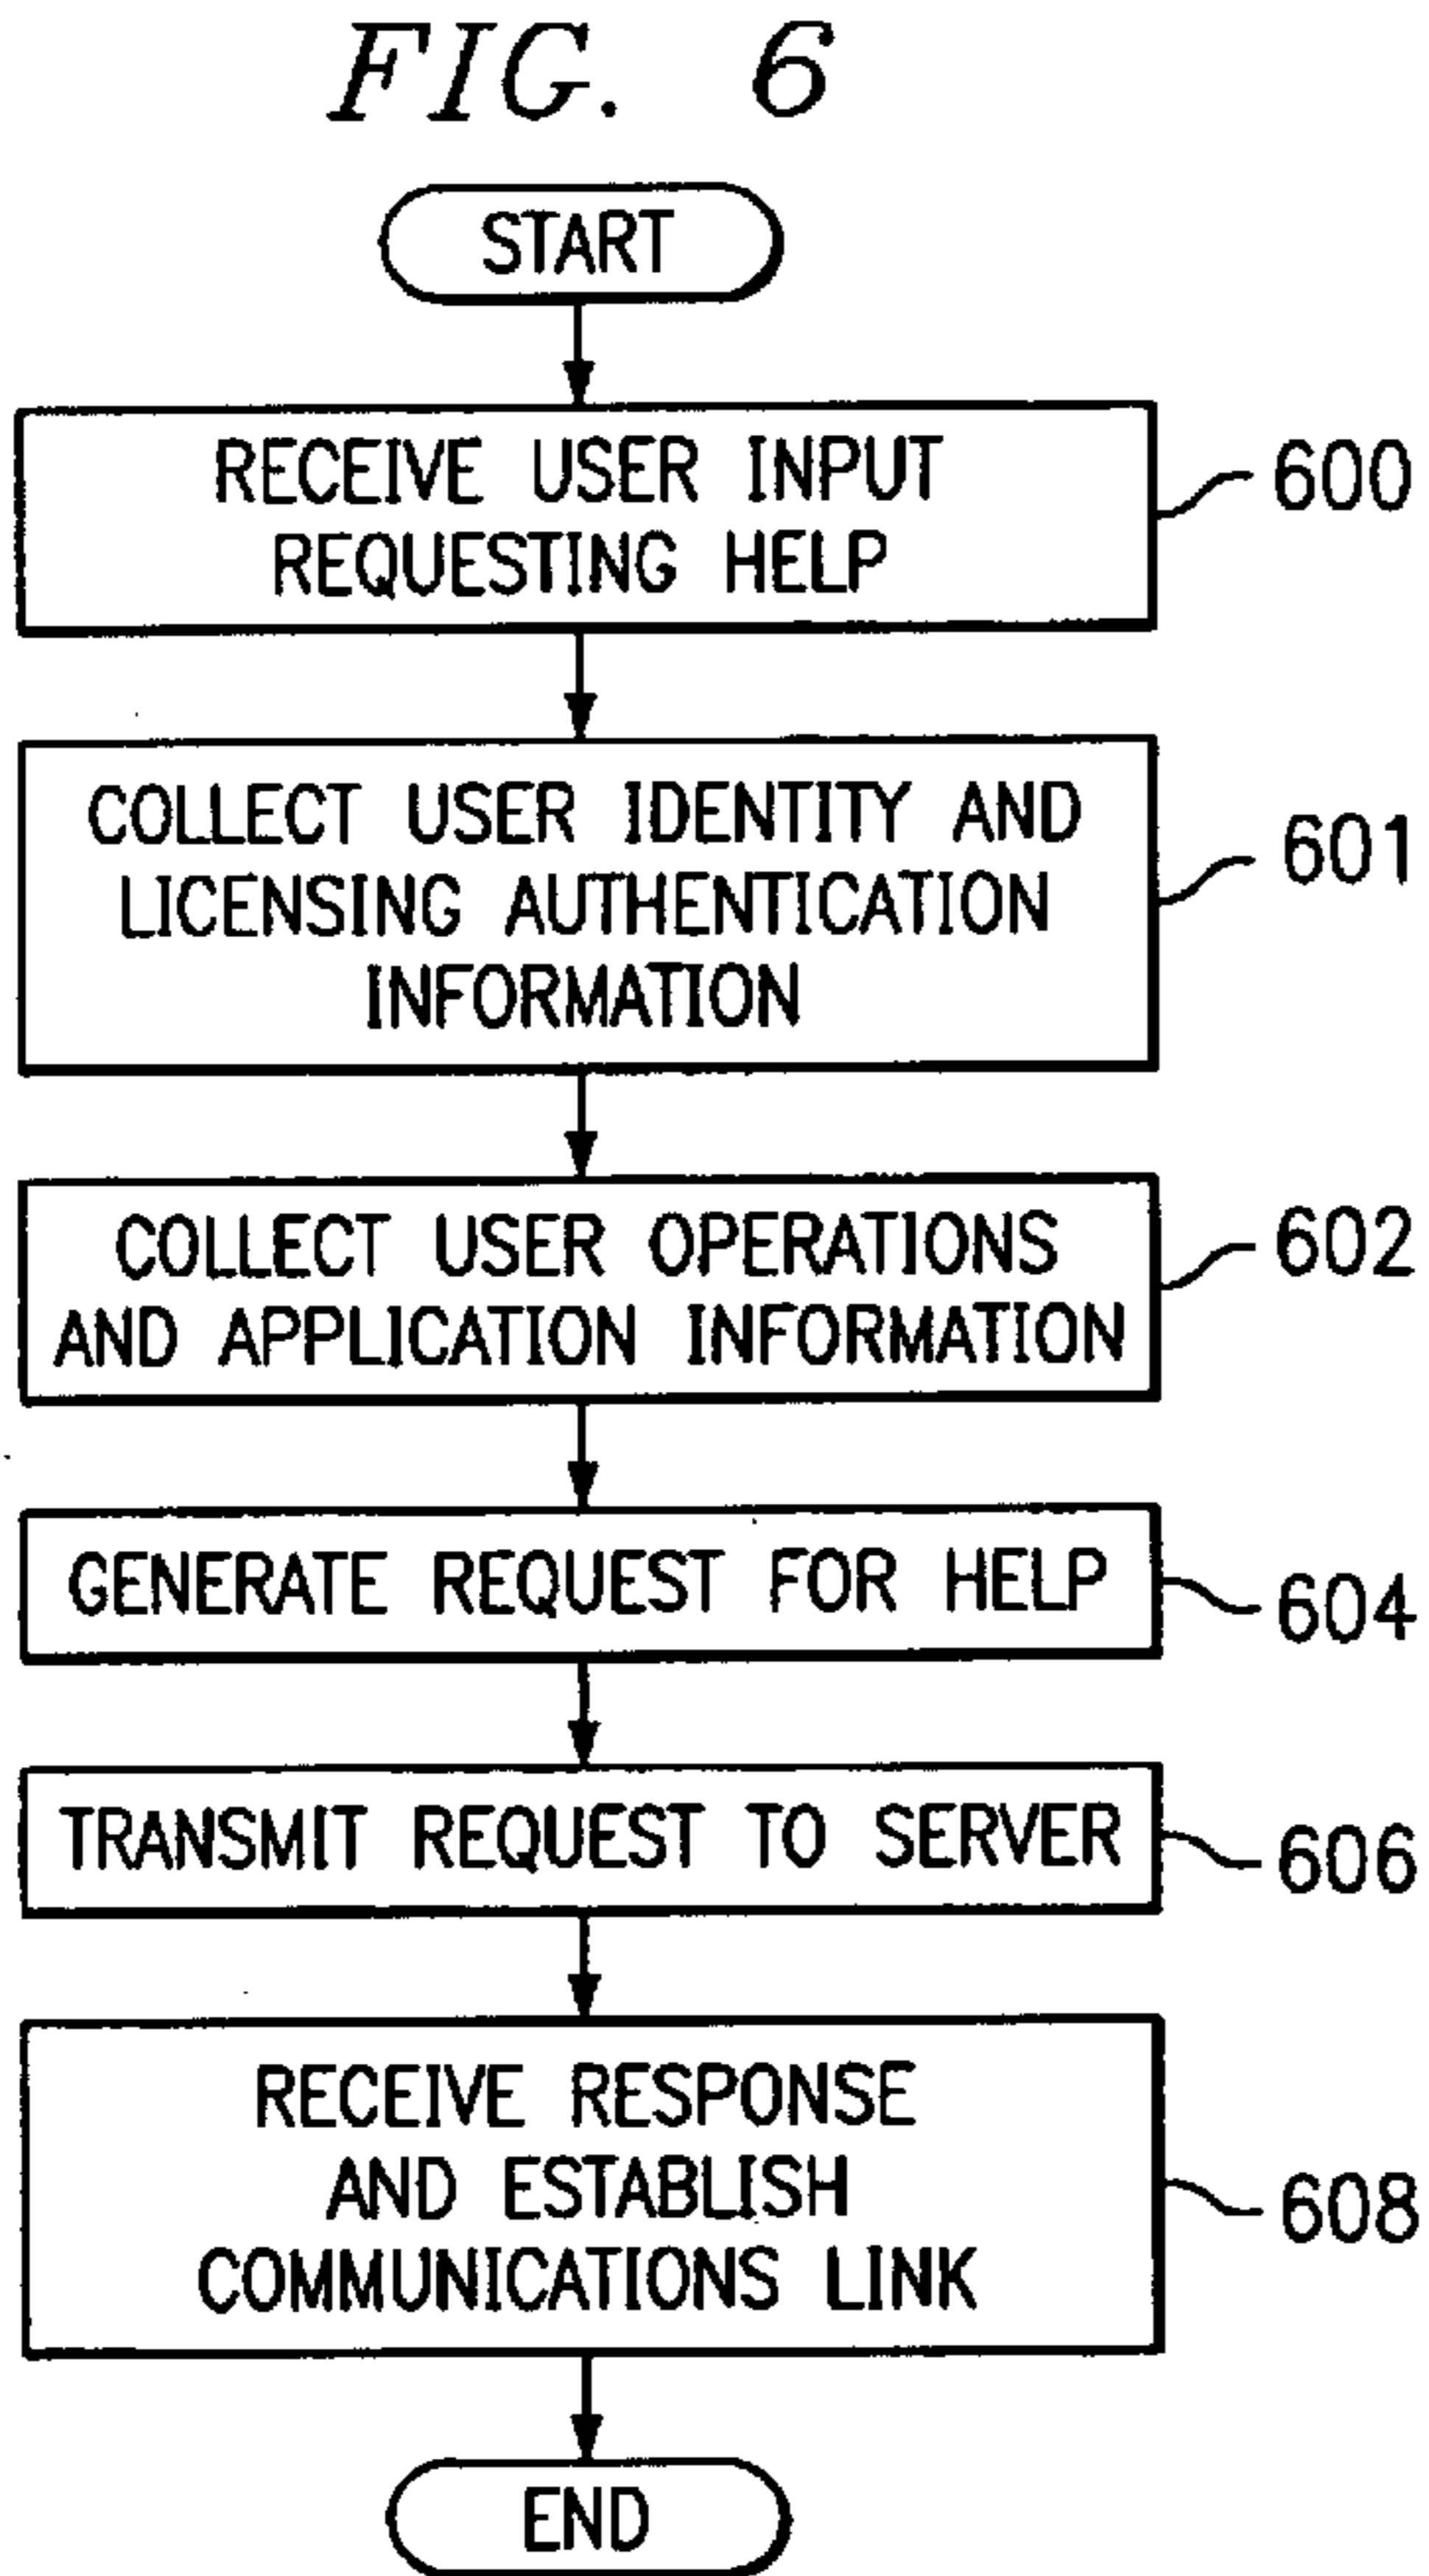 FIG. 6
START
RECEIVE USER INPUT
REQUESTING HELP
600
COLLECT USER IDENTITY AND
LICENSING AUTHENTICATION
INFORMATION
601
COLLECT USER OPERATIONS
AND APPLICATION INFORMATION
602
GENERATE REQUEST FOR HELP
604
TRANSMIT REQUEST TO SERVER
606
RECEIVE RESPONSE
AND ESTABLISH
COMMUNICATIONS LINK
608
END